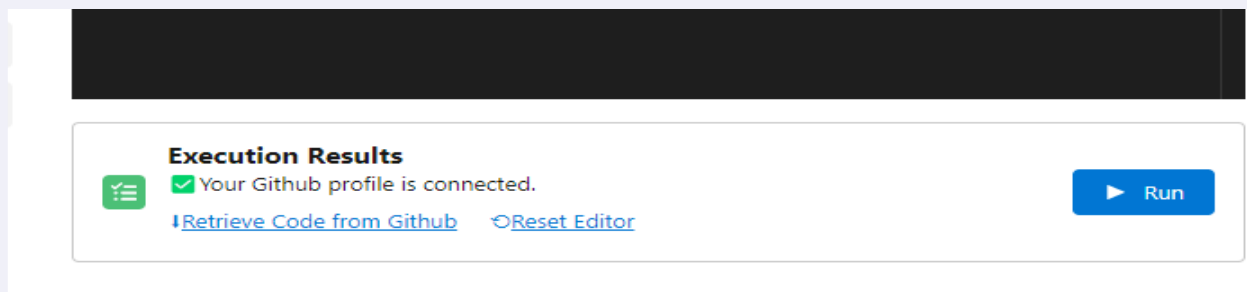 Execution Results
✅Your Github profile is connected.
⬇Retrieve Code from Github ⟲Reset Editor
▶ Run